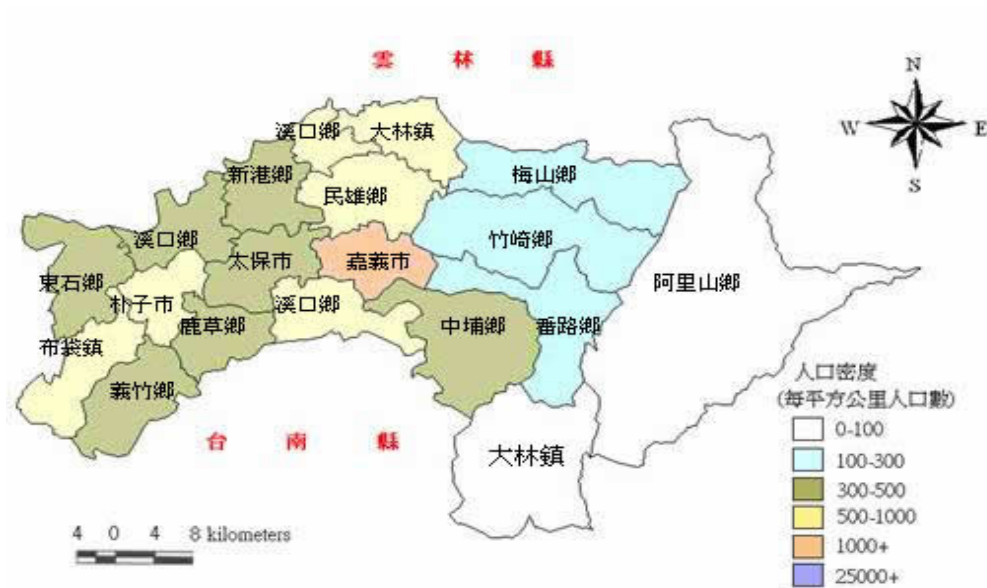 雲林縣
N
W E
S
溪口鄉 大林鎮
新港鄉 梅山鄉
民雄鄉
溪口鄉 竹崎鄉
太保市 嘉義市
東石鄉 阿里山鄉
朴子市 溪口鄉
鹿草鄉 中埔鄉 番路鄉
布袋鎮
義竹鄉
台南縣
大林鎮
人口密度
(每平方公里人口數)
0-100
100-300
300-500
500-1000
1000+
25000+
4 0 4 8 kilometers